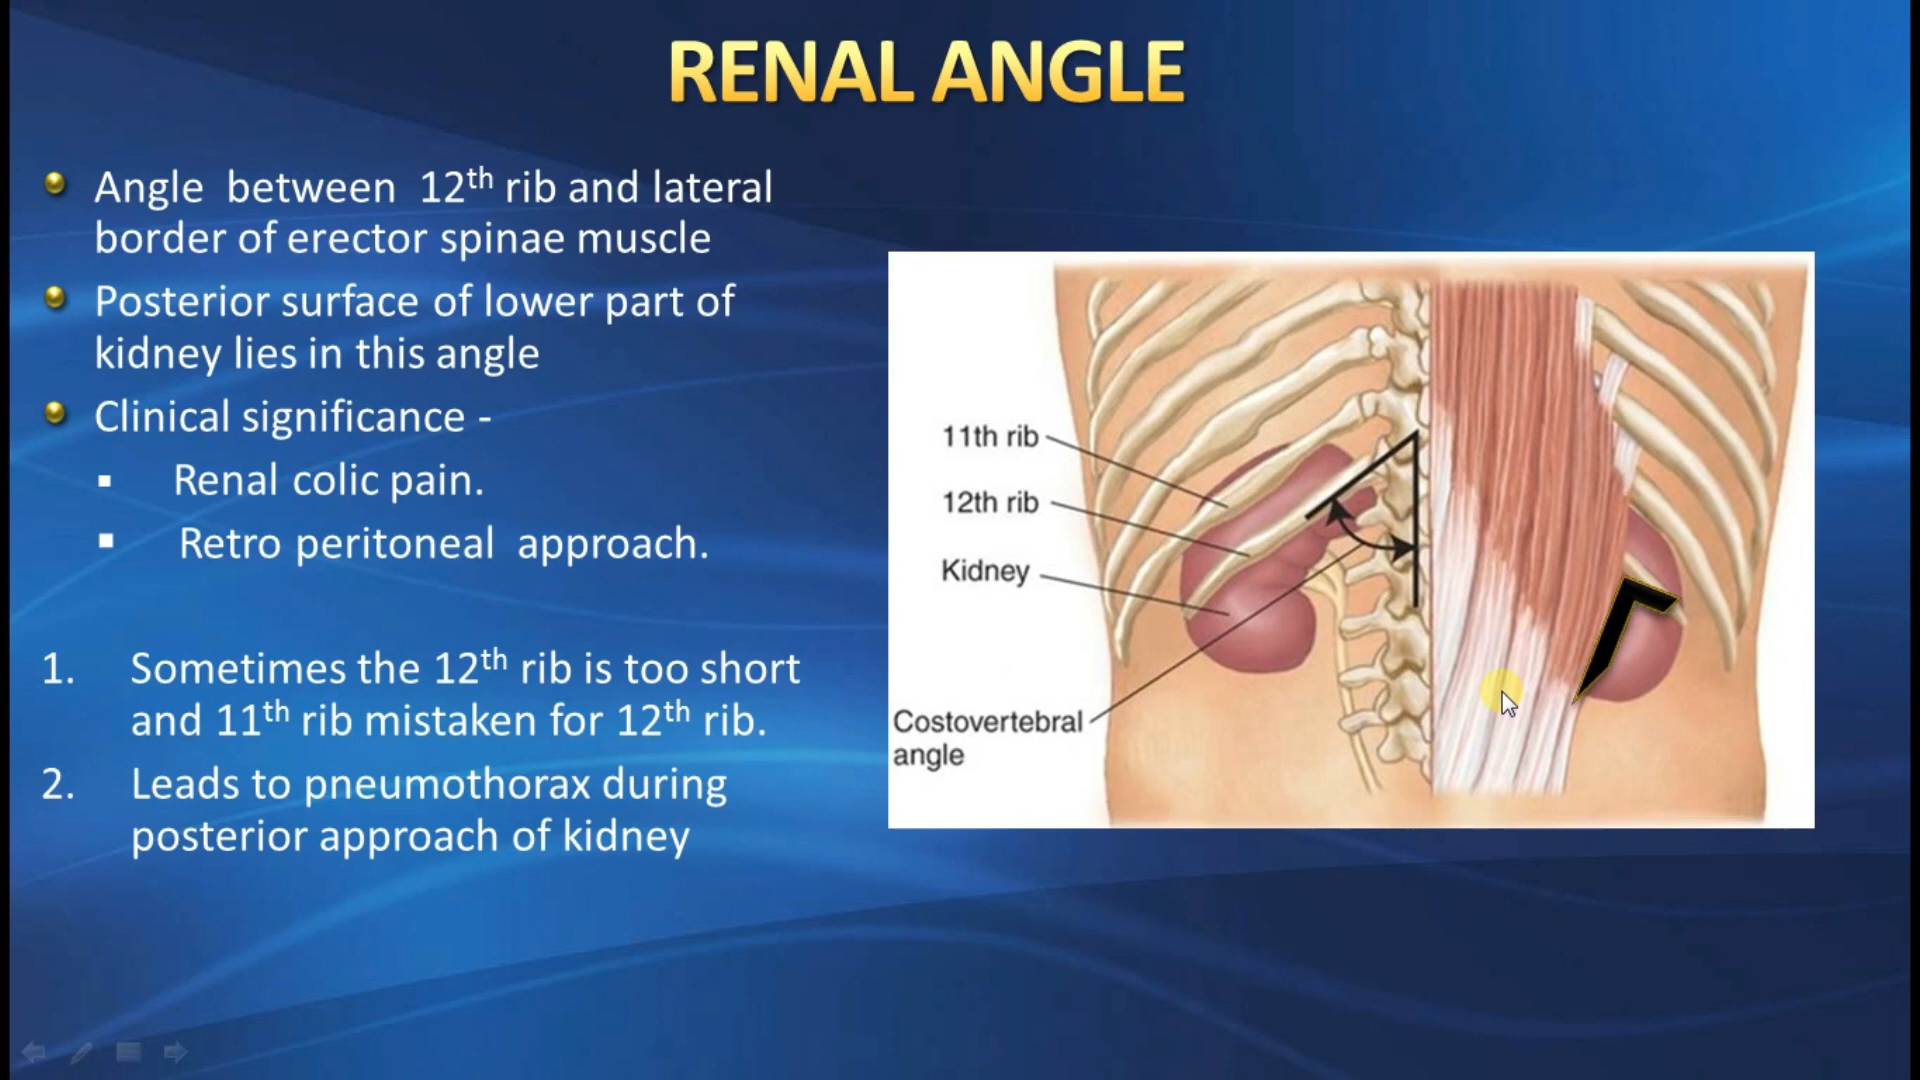 RENAL ANGLE
Angle between 12th rib and lateral
border of erector spinae muscle
Posterior surface of lower part of
kidney lies in this angle
Clinical significance -
Renal colic pain.
Retro peritoneal approach.
1. Sometimes the 12th rib is too short
and 11th rib mistaken for 12th rib.
2. Leads to pneumothorax during
posterior approach of kidney
11th rib
12th rib
Kidney
Costovertebral
angle